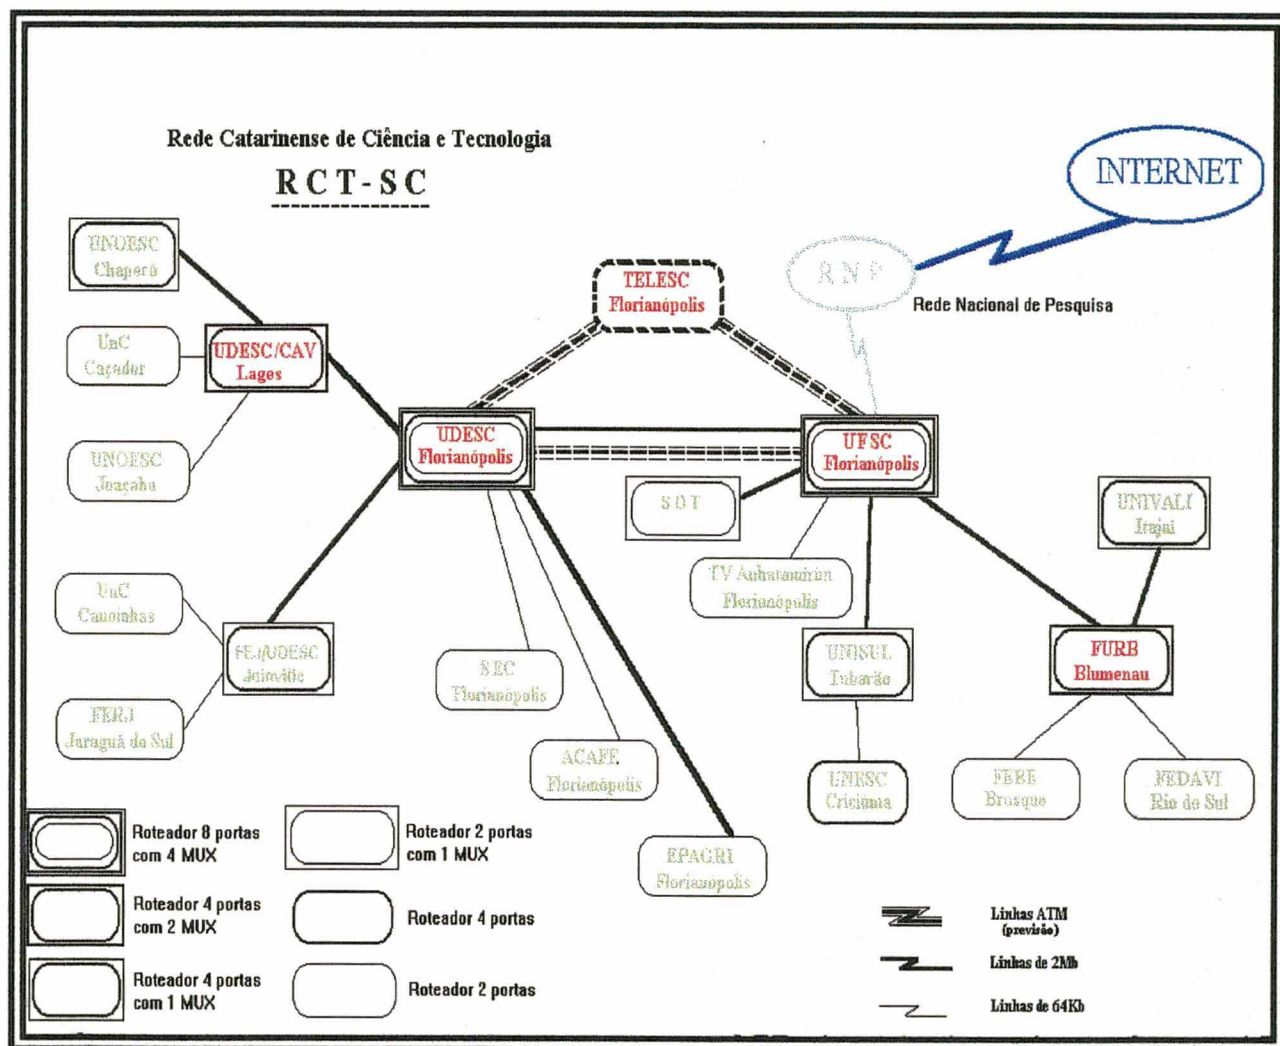 Rede Catarinense de Ciência e Tecnologia
RCT-SC
INTERNET
RNP
Rede Nacional de Pesquisa
TELESC
Florianópolis
UNOESC
Chapecó
UnC
Caçador
UDESC/CAV
Lages
UNOESC
Joaçaba
UDESC
Florianópolis
UFSC
Florianópolis
SDT
UNIVALI
Itajaí
TV Anhatomirim
Florianópolis
UnC
Canoinhas
FEJ/UDESC
Joinville
FERJ
Jaraguá do Sul
SEC
Florianópolis
ACAFE
Florianópolis
UNISUL
Tubarão
FURB
Blumenau
UNESC
Criciúma
FEBE
Brusque
FEDAVI
Rio do Sul
EPAGRI
Florianópolis
Roteador 8 portas
com 4 MUX
Roteador 2 portas
com 1 MUX
Roteador 4 portas
com 2 MUX
Roteador 4 portas
Roteador 4 portas
com 1 MUX
Roteador 2 portas
Linhas ATM
(previsão)
Linhas de 2Mb
Linhas de 64Kb